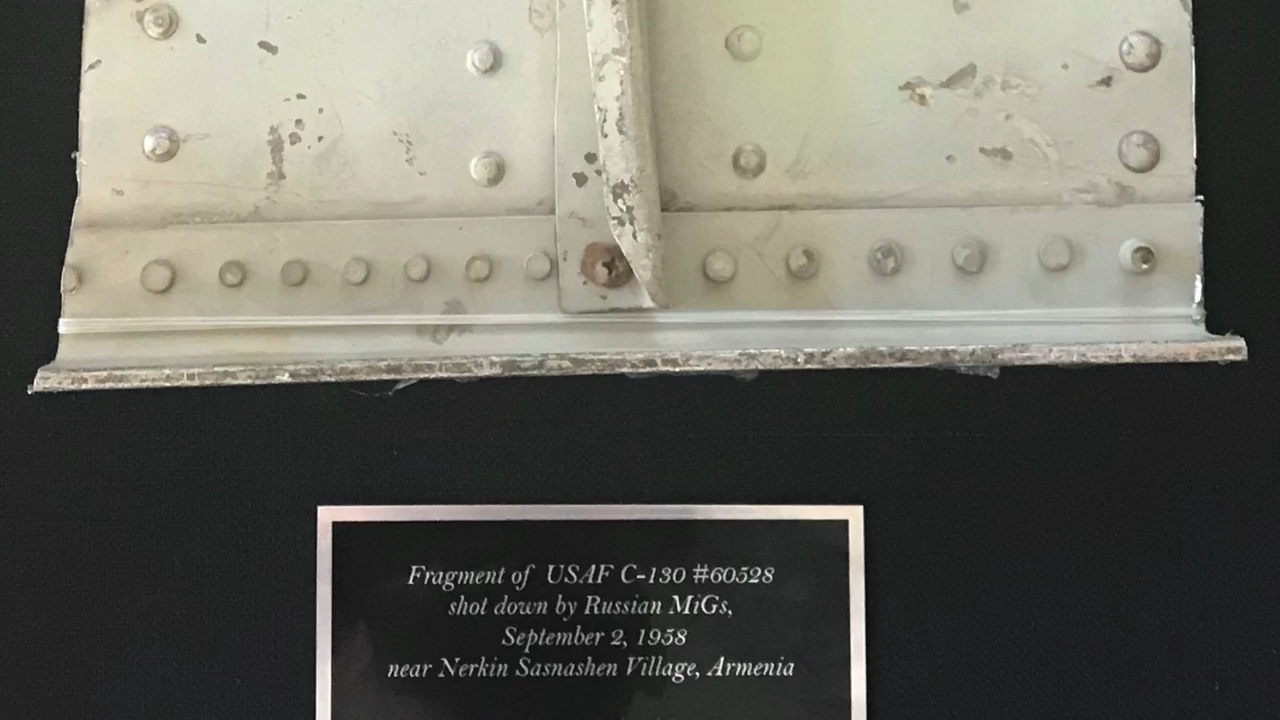 Fragment of USAF C-130 #60528
shot down by Russian MiGs,
September 2, 1958
near Nerkin Sasnashen Village, Armenia